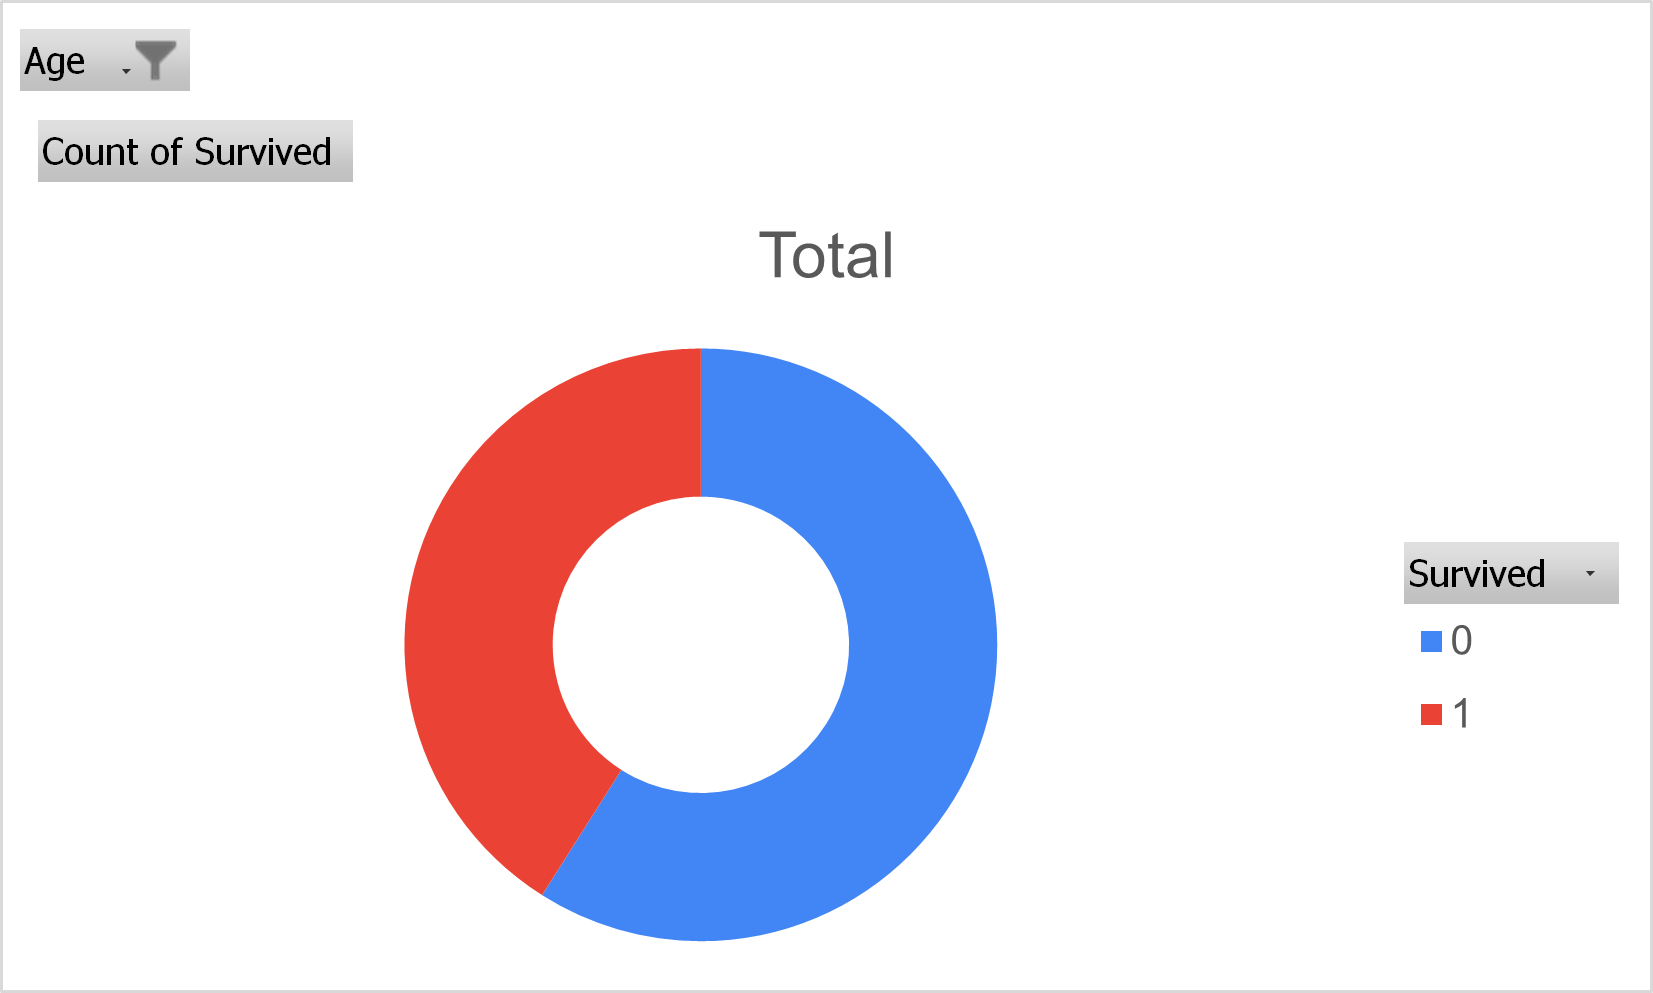 Age
Count of Survived
Total
Survived
0
1